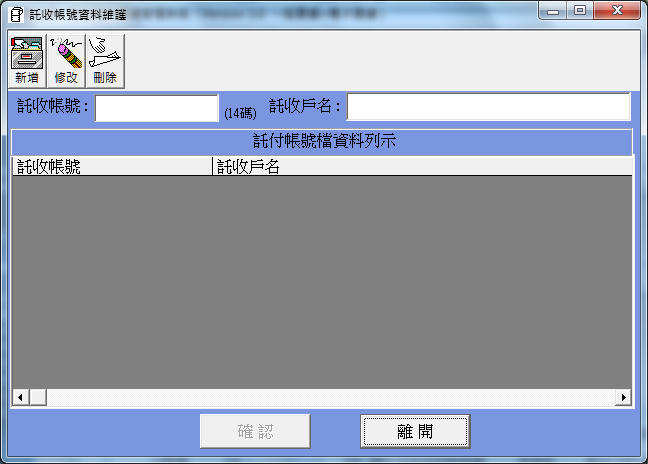 託收帳號資料維護
新增 修改 刪除
託收帳號： (14碼) 託收戶名：
託付帳號檔資料列示
託收帳號 託收戶名
確 認 離 開